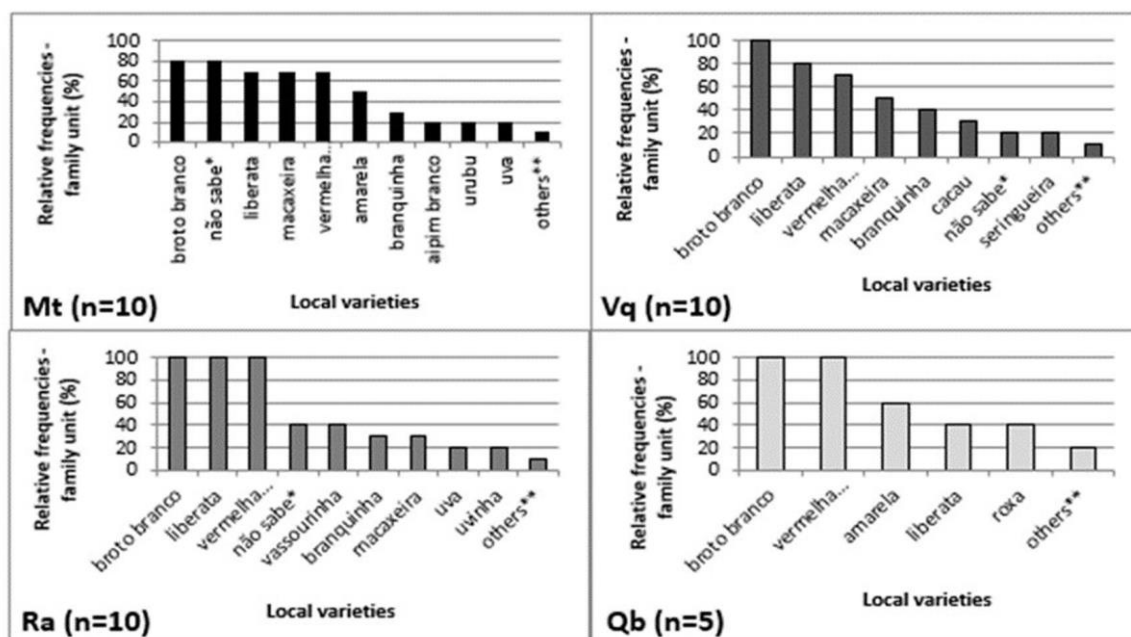 Relative frequencies -
family unit (%)
100
80
60
40
20
0
broto branco
não sabe*
liberata
macaxeira
vermelha...
amarela
branquinha
aipim branco
urubu
uva
others**
Local varieties
Mt (n=10)
Relative frequencies -
family unit (%)
100
80
60
40
20
0
broto branco
liberata
vermelha...
macaxeira
branquinha
cacau
não sabe*
seringueira
others**
Local varieties
Vq (n=10)
Relative frequencies -
family unit (%)
100
80
60
40
20
0
broto branco
liberata
vermelha...
não sabe*
vassourinha
branquinha
macaxeira
uva
uvinha
others**
Local varieties
Ra (n=10)
Relative frequencies -
family unit (%)
100
80
60
40
20
0
broto branco
vermelha...
amarela
liberata
roxa
others**
Local varieties
Qb (n=5)